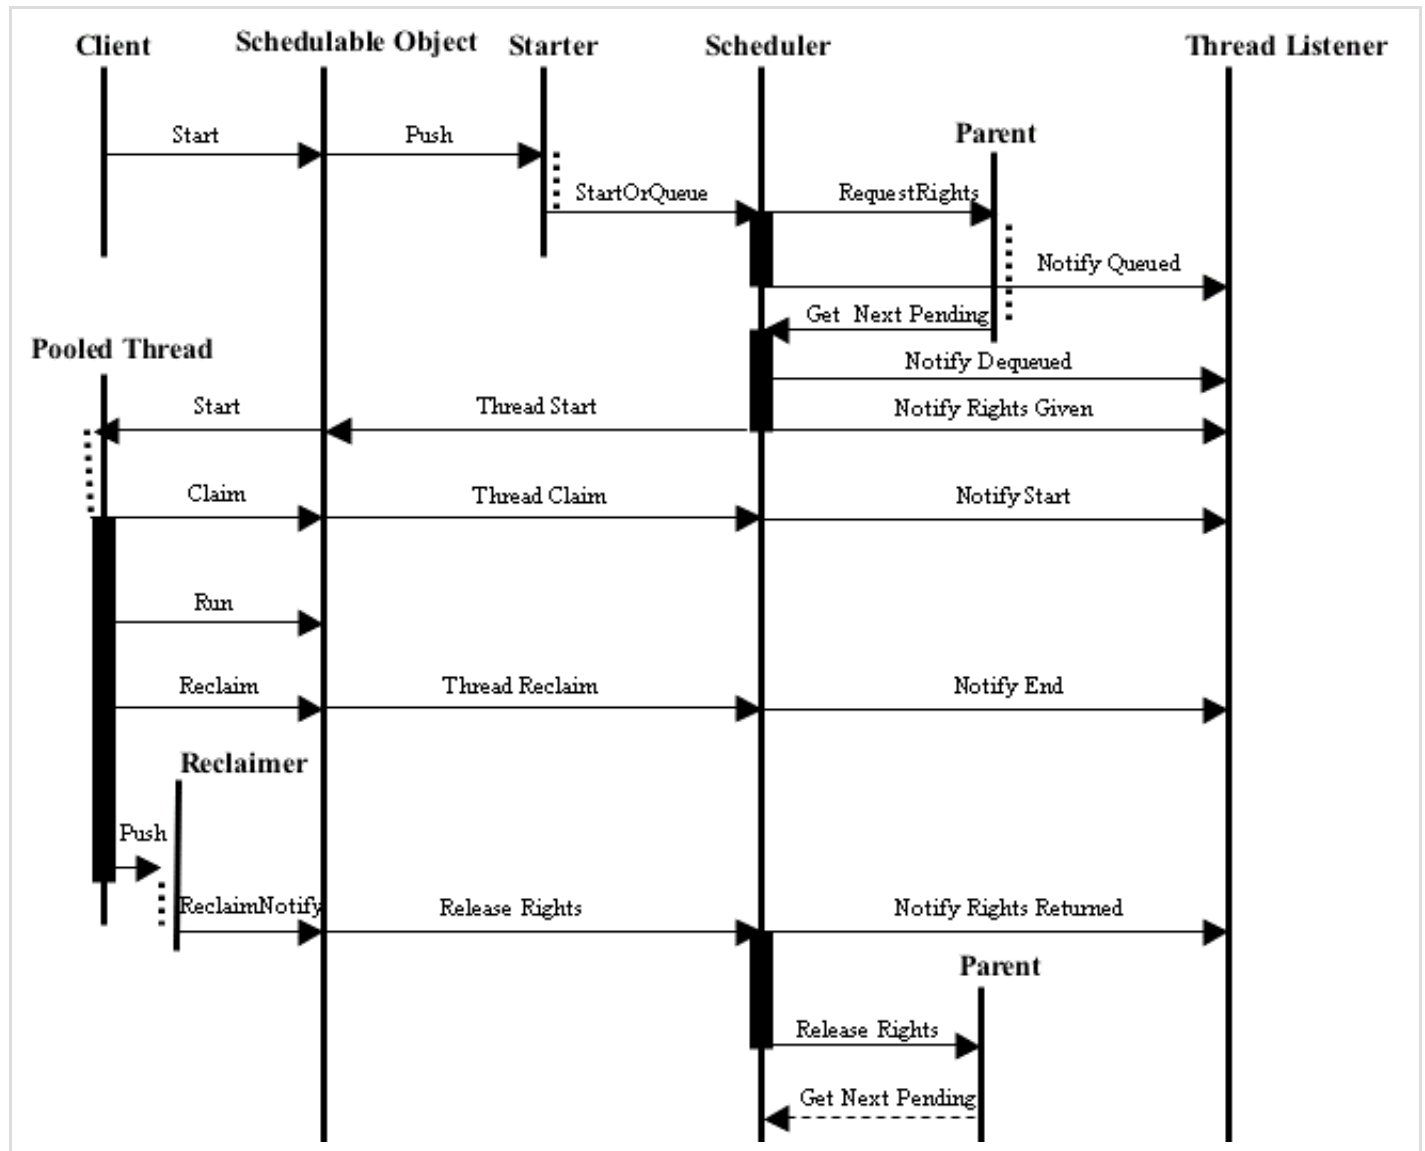 Client
Schedulable Object
Starter
Scheduler
Thread Listener
Start
Push
Parent
StartOrQueue
RequestRights
Notify Queued
Get Next Pending
Pooled Thread
Notify Dequeued
Start
Thread Start
Notify Rights Given
Claim
Thread Claim
Notify Start
Run
Reclaim
Thread Reclaim
Notify End
Reclaimer
Push
ReclaimNotify
Release Rights
Notify Rights Returned
Parent
Release Rights
Get Next Pending